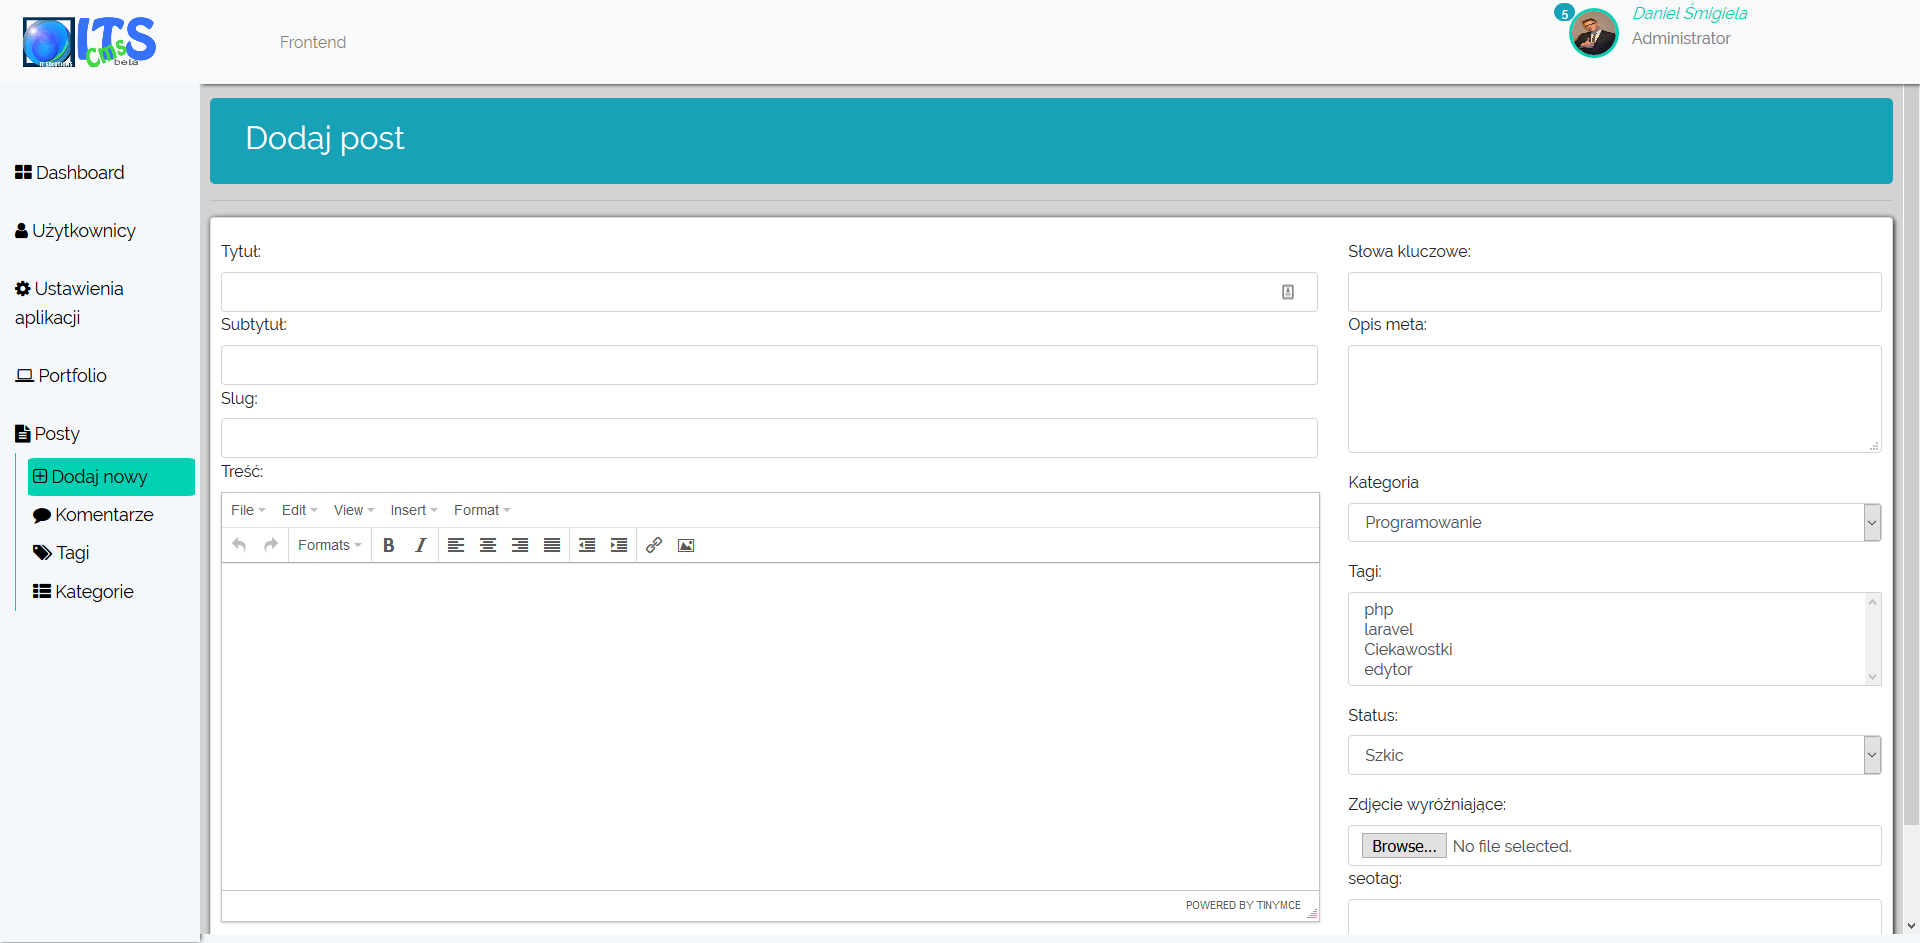 ITS
cms
beta
IT SOLUTIONS
Frontend
5
Daniel Śmigiela
Administrator
Dashboard
Użytkownicy
Ustawienia
aplikacji
Portfolio
Posty
Dodaj nowy
Komentarze
Tagi
Kategorie
Dodaj post
Tytuł:
Subtytuł:
Slug:
Treść:
File Edit View Insert Format
Formats B I
POWERED BY TINYMCE
Słowa kluczowe:
Opis meta:
Kategoria
Programowanie
Tagi:
php
laravel
Ciekawostki
edytor
Status:
Szkic
Zdjęcie wyróżniające:
Browse... No file selected.
seotag: